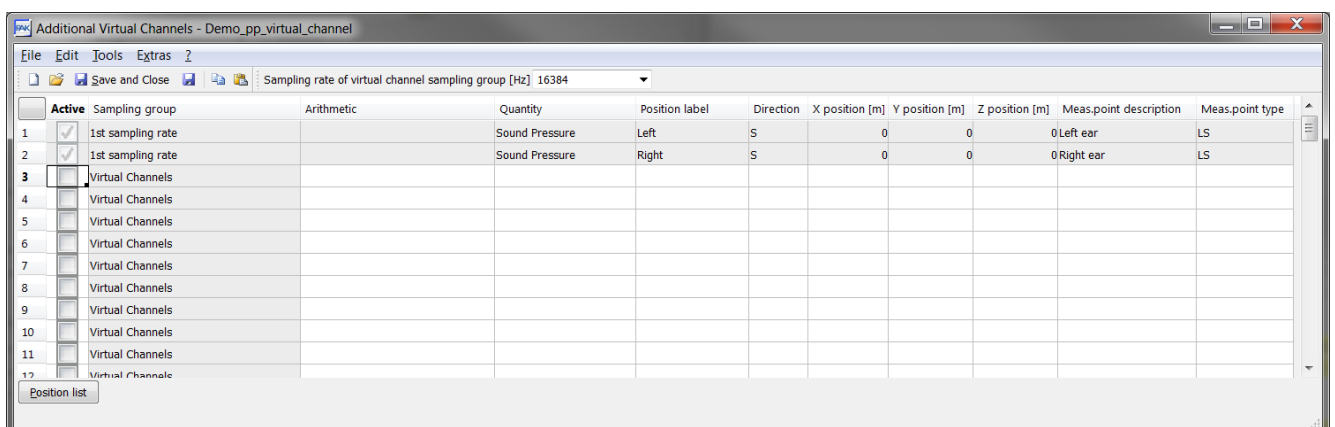 PAK Additional Virtual Channels - Demo_pp_virtual_channel
File Edit Tools Extras ?
Save and Close Sampling rate of virtual channel sampling group [Hz] 16384
Active Sampling group Arithmetic Quantity Position label Direction X position [m] Y position [m] Z position [m] Meas.point description Meas.point type
1 1st sampling rate Sound Pressure Left S 0 0 0 Left ear LS
2 1st sampling rate Sound Pressure Right S 0 0 0 Right ear LS
3 Virtual Channels
4 Virtual Channels
5 Virtual Channels
6 Virtual Channels
7 Virtual Channels
8 Virtual Channels
9 Virtual Channels
10 Virtual Channels
11 Virtual Channels
12 Virtual Channels
Position list